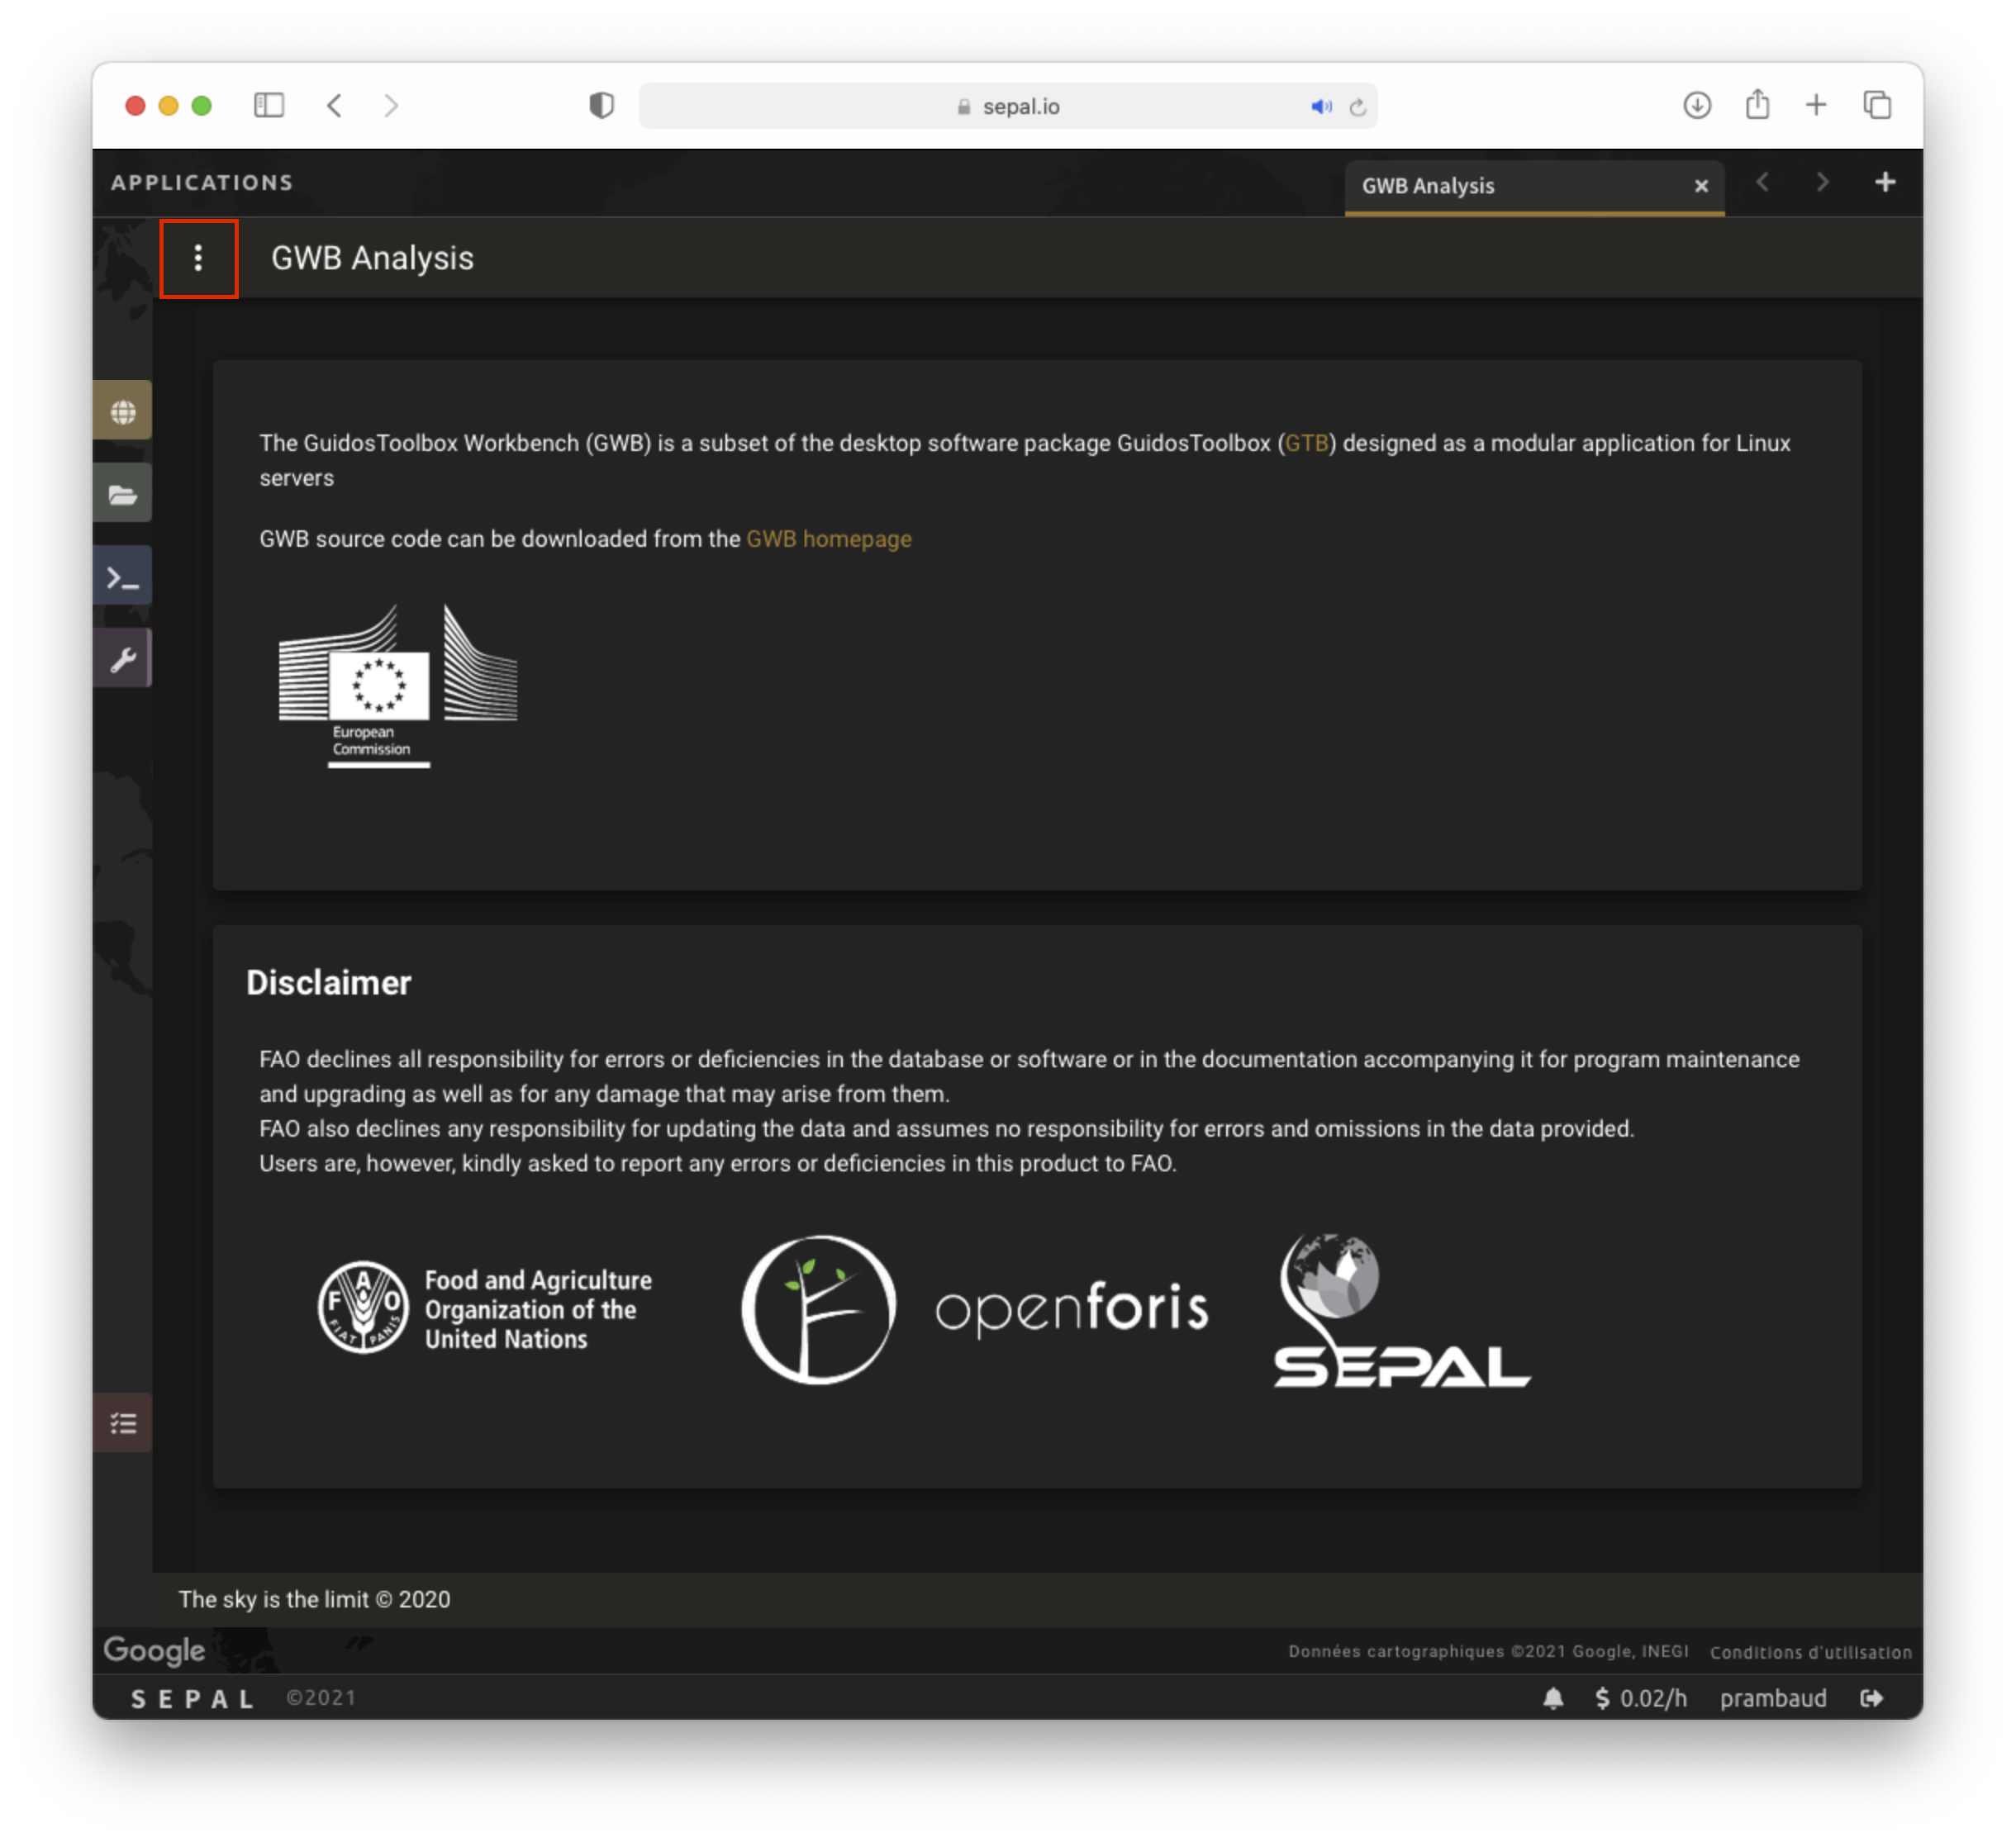 sepal.io
APPLICATIONS
GWB Analysis
GWB Analysis
The GuidosToolbox Workbench (GWB) is a subset of the desktop software package GuidosToolbox (GTB) designed as a modular application for Linux
servers
GWB source code can be downloaded from the GWB homepage
European
Commission
Disclaimer
FAO declines all responsibility for errors or deficiencies in the database or software or in the documentation accompanying it for program maintenance
and upgrading as well as for any damage that may arise from them.
FAO also declines any responsibility for updating the data and assumes no responsibility for errors and omissions in the data provided.
Users are, however, kindly asked to report any errors or deficiencies in this product to FAO.
F A O
FIAT PANIS
Food and Agriculture
Organization of the
United Nations
openforis
SEPAL
The sky is the limit © 2020
Google
Données cartographiques ©2021 Google, INEGI Conditions d'utilisation
SEPAL ©2021
$ 0.02/h prambaud